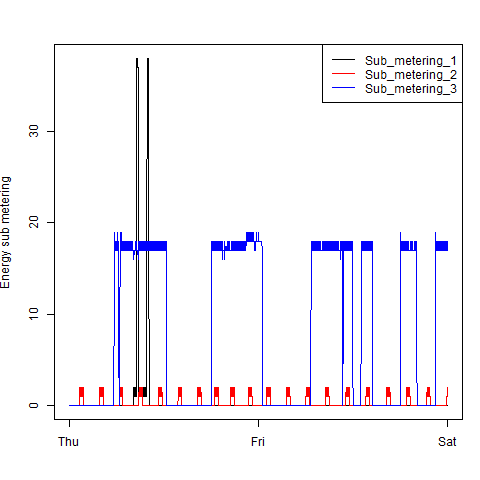 Sub_metering_1
Sub_metering_2
Sub_metering_3
Energy sub metering
30
20
10
0
Thu
Fri
Sat